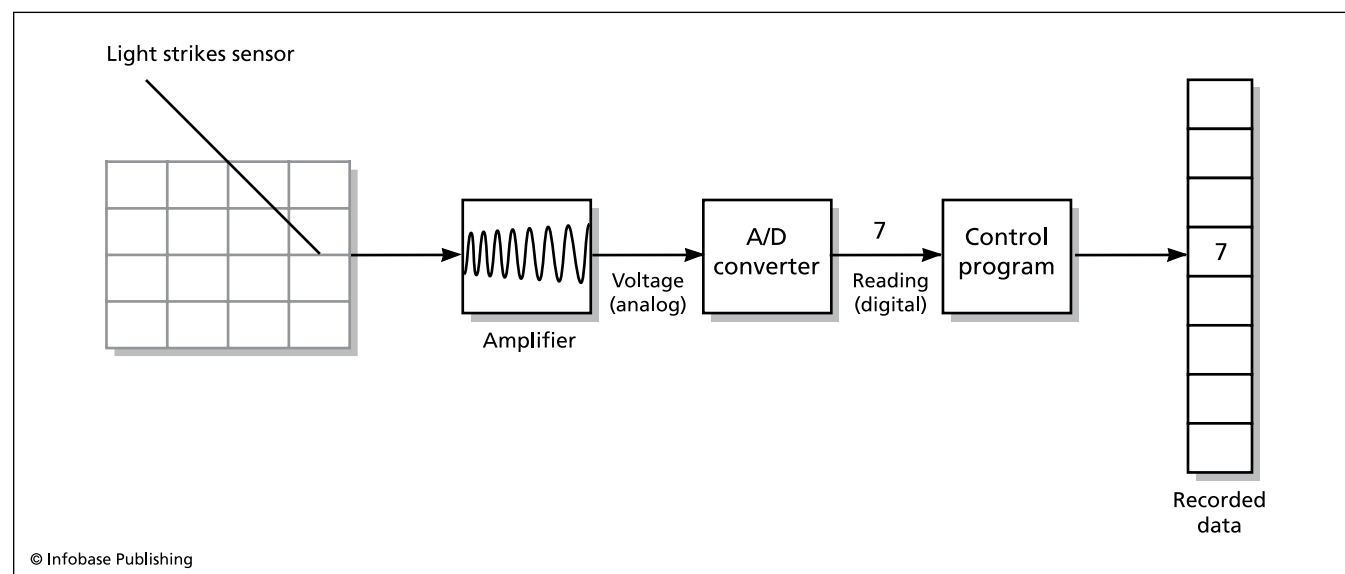 Light strikes sensor
Amplifier
Voltage
(analog)
A/D
converter
7
Reading
(digital)
Control
program
7
Recorded
data
© Infobase Publishing